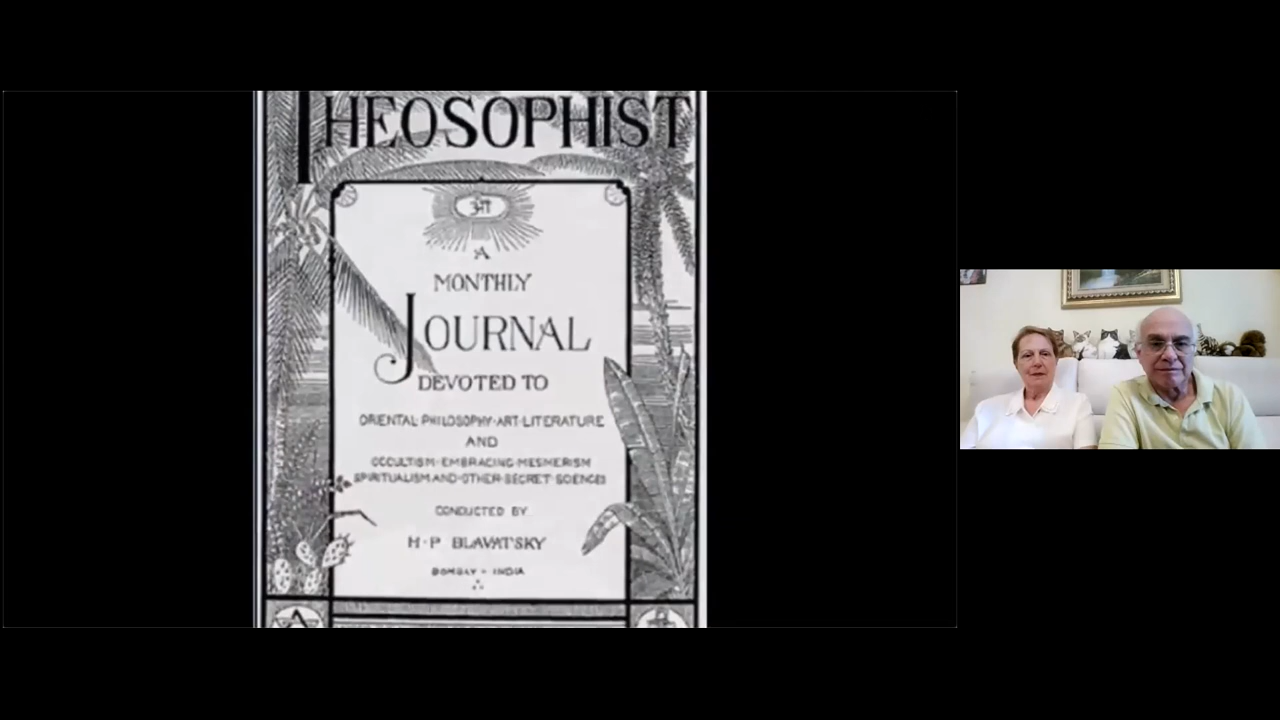 THEOSOPHIST
A
MONTHLY
JOURNAL
DEVOTED TO
ORIENTAL·PHILOSOPHY·ART·LITERATURE
AND
OCCULTISM·EMBRACING·MESMERISM
SPIRITUALISM·AND·OTHER·SECRET·SCIENCES
CONDUCTED BY
H·P BLAVATSKY
BOMBAY - INDIA